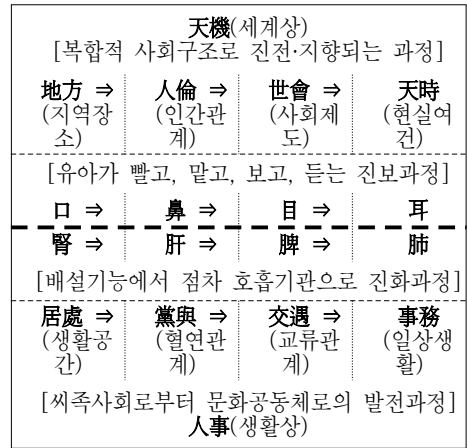 天機(세계상)
[복합적 사회구조로 진전·지향되는 과정]
地方 ⇒ 人倫 ⇒ 世會 ⇒ 天時
(지역장소) (인간관계) (사회제도) (현실여건)
[유아가 빨고, 맡고, 보고, 듣는 진보과정]
口 ⇒ 鼻 ⇒ 目 ⇒ 耳
腎 ⇒ 肝 ⇒ 脾 ⇒ 肺
[배설기능에서 점차 호흡기관으로 진화과정]
居處 ⇒ 黨與 ⇒ 交遇 ⇒ 事務
(생활공간) (혈연관계) (교류관계) (일상생활)
[씨족사회로부터 문화공동체로의 발전과정]
人事(생활상)